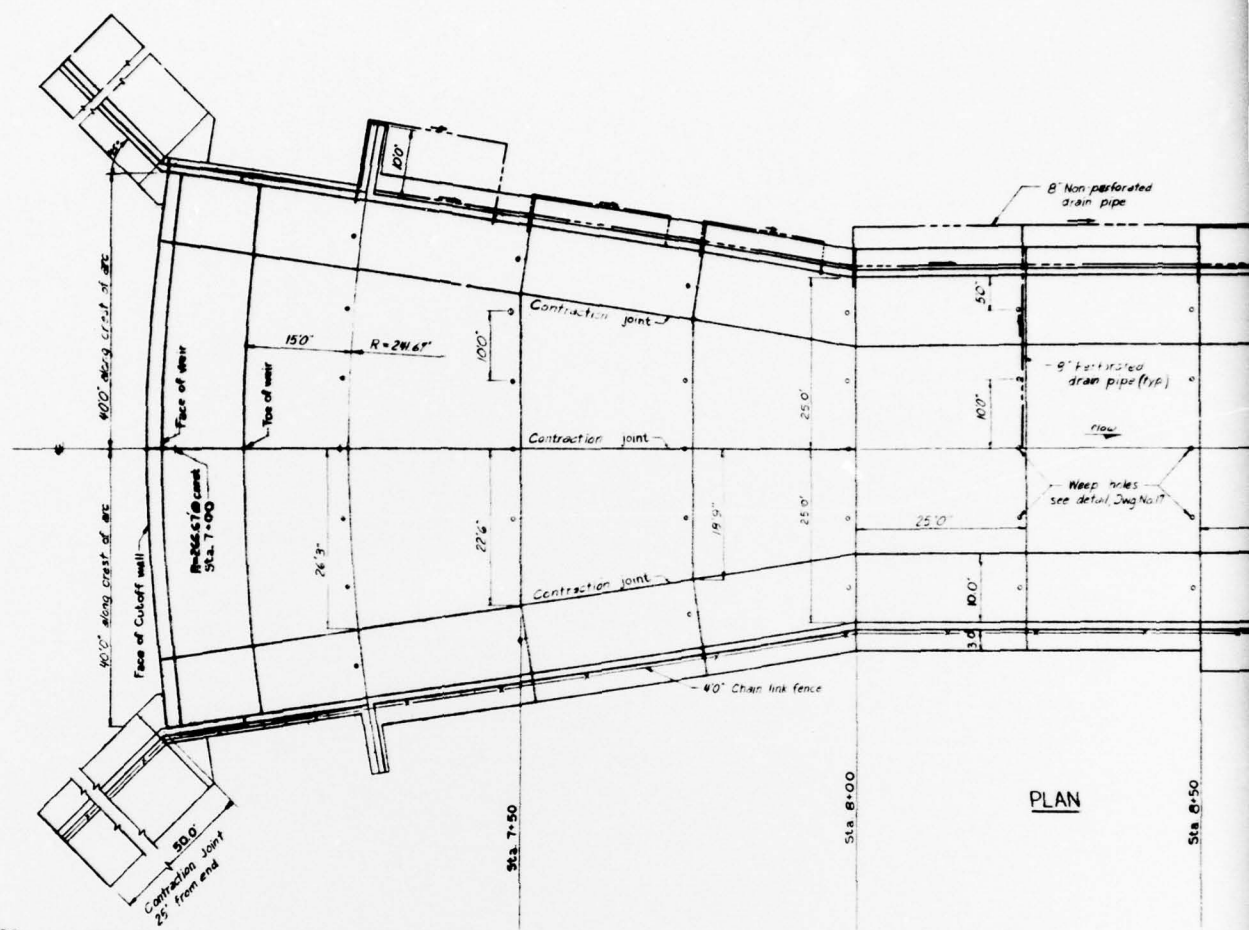 10'0"
8" Non-perforated
drain pipe
5'0"
Contraction joint
15'0"
R = 241.67'
10'0"
40'0" along crest of arc
Face of weir
Toe of weir
25'0"
10'0"
8" Perforated
drain pipe (typ.)
Contraction joint
Flow
Weep holes
see detail, Dwg. No. 17
R=266.67' @ crest
Sta. 7+00
26'3"
22'6"
18'9"
25'0"
25'0"
Contraction joint
40'0" along crest of arc
Face of Cutoff wall
10.0'
3.0'
4'0" Chain link fence
50.0'
Contraction Joint
25' from end
Sta. 7+50
Sta 8+00
PLAN
Sta 8+50